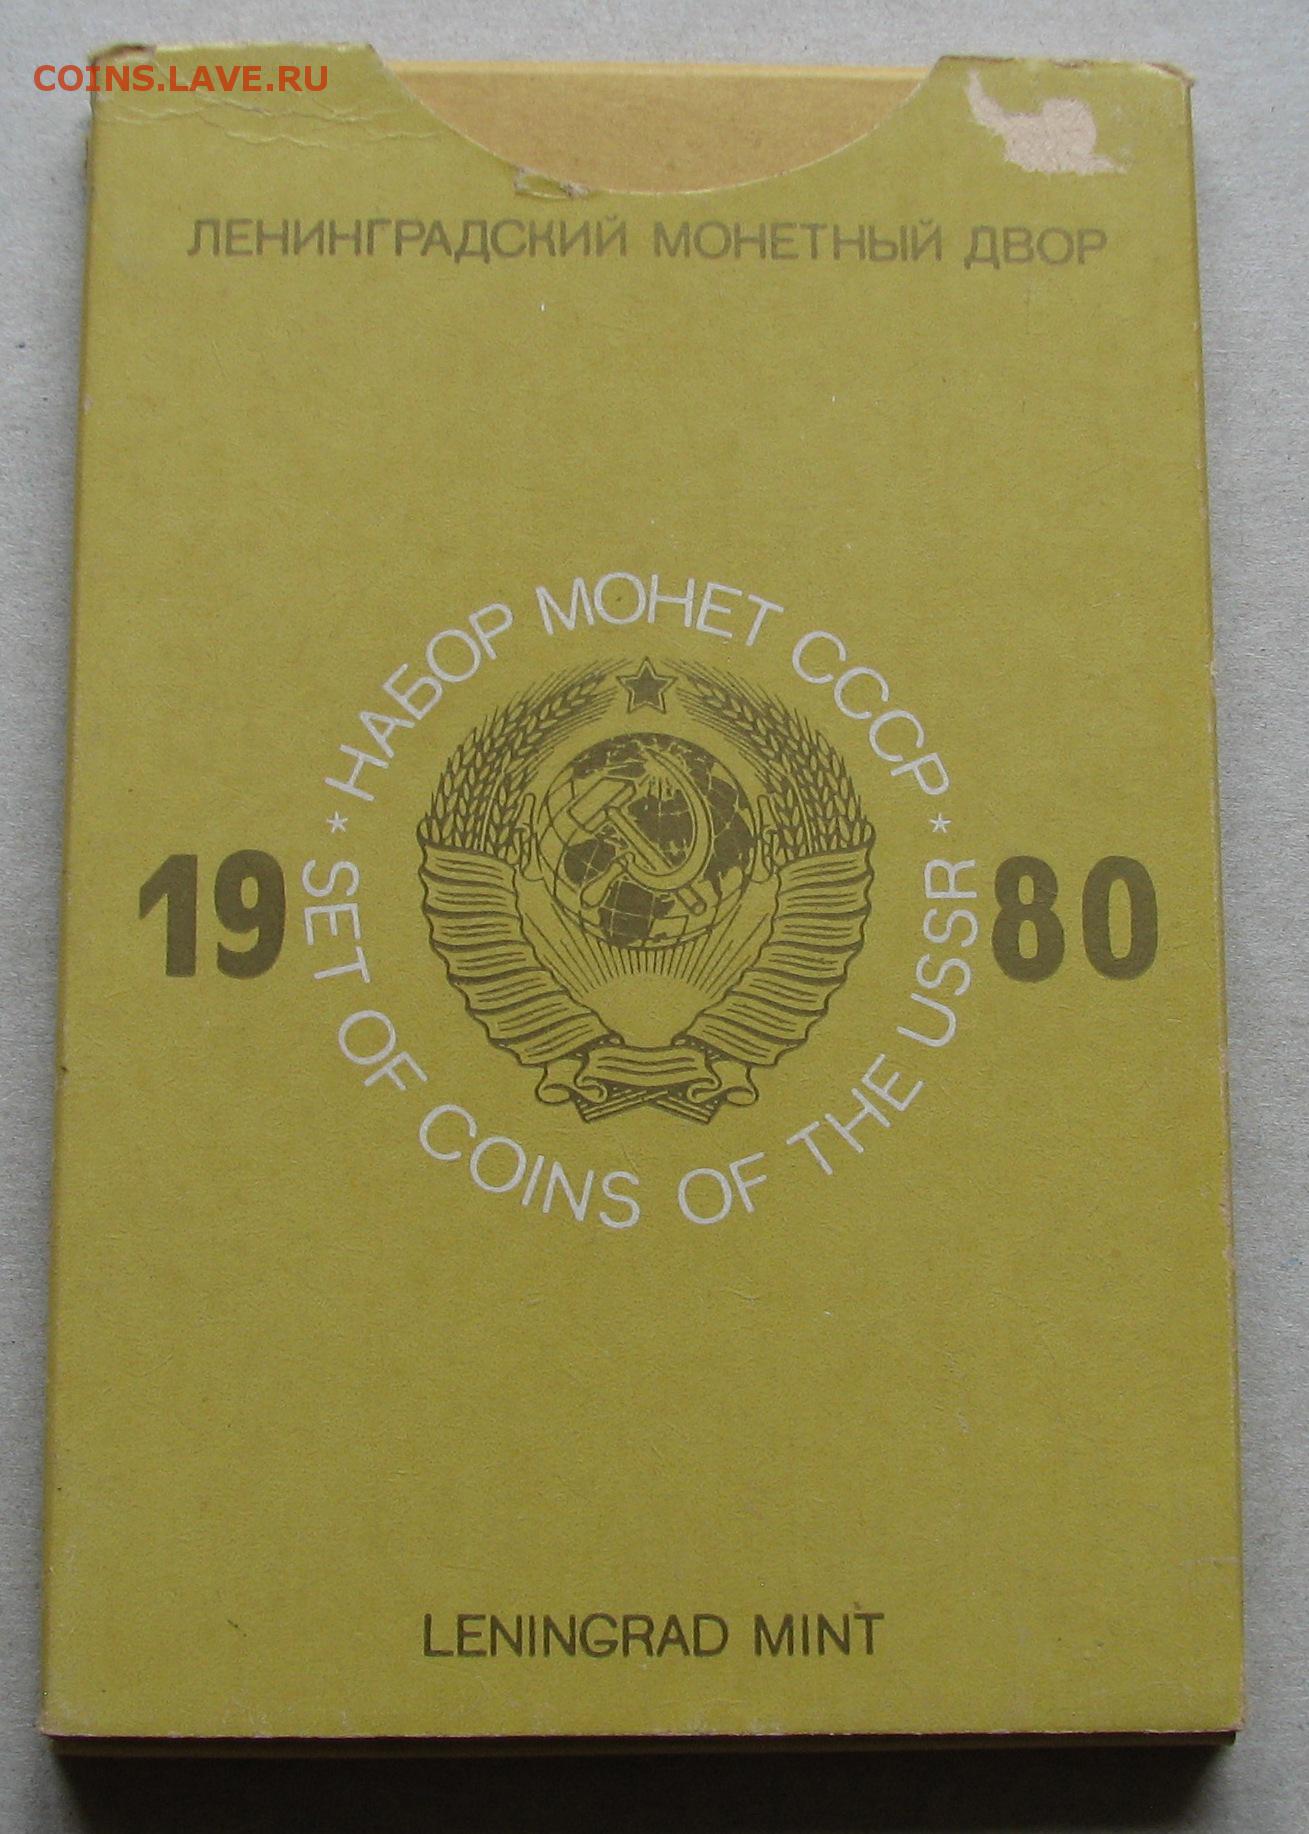 COINS.LAVE.RU
ЛЕНИНГРАДСКИЙ МОНЕТНЫЙ ДВОР
* НАБОР МОНЕТ СССР *
19 80
SET OF COINS OF THE USSR
LENINGRAD MINT